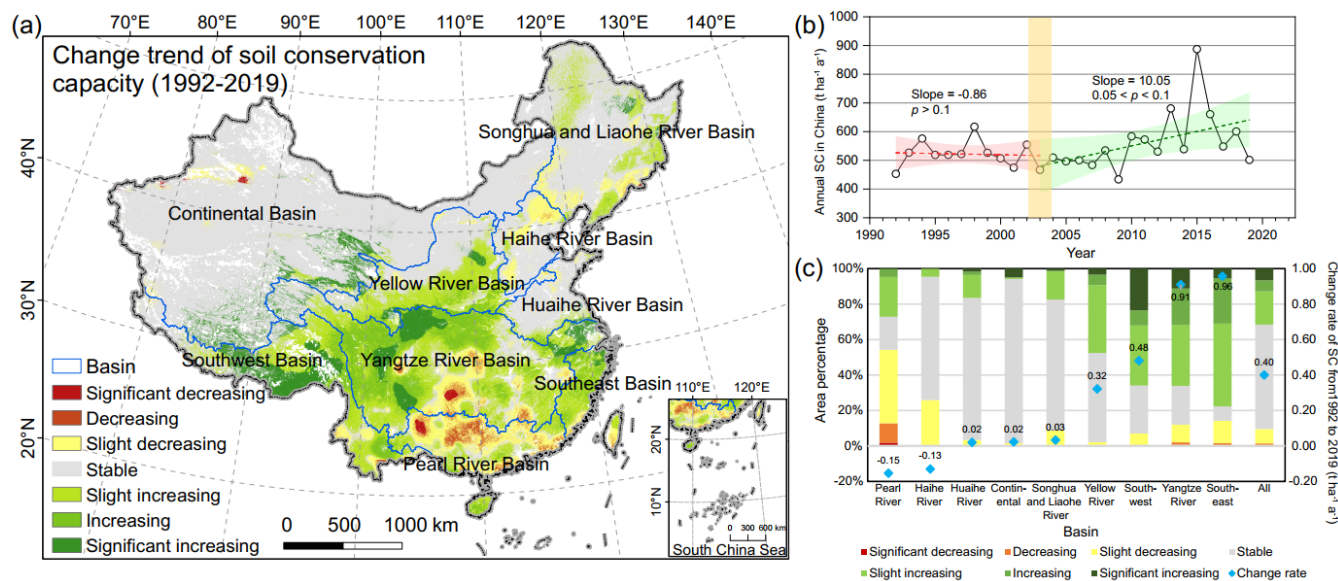 (a)
70°E 80°E 90°E 100°E 110°E 120°E 130°E 140°E
Change trend of soil conservation
capacity (1992-2019)
40°N
30°N
20°N
Songhua and Liaohe River Basin
Continental Basin
Haihe River Basin
Yellow River Basin
Huaihe River Basin
Southwest Basin
Yangtze River Basin
Southeast Basin
Pearl River Basin
Basin
Significant decreasing
Decreasing
Slight decreasing
Stable
Slight increasing
Increasing
Significant increasing
0 500 1000 km
110°E 120°E
20°N
10°N
0 300 600 km
South China Sea
(b)
Annual SC in China (t ha⁻¹ a⁻¹)
1000
900
800
700
600
500
400
300
Slope = -0.86
p > 0.1
Slope = 10.05
0.05 < p < 0.1
1990 1995 2000 2005 2010 2015 2020
Year
(c)
Area percentage
100%
80%
60%
40%
20%
0%
-20%
-0.15 -0.13 0.02 0.02 0.03 0.32 0.48 0.91 0.96 0.40
1.00
0.80
0.60
0.40
0.20
0.00
-0.20
Change rate of SC from1992 to 2019 (t ha⁻¹.a⁻¹)
Pearl River
Haihe River
Huaihe River
Contin-ental
Songhua and Liaohe River
Yellow River
South-west
Yangtze River
South-east
All
Basin
Significant decreasing Decreasing Slight decreasing Stable
Slight increasing Increasing Significant increasing Change rate